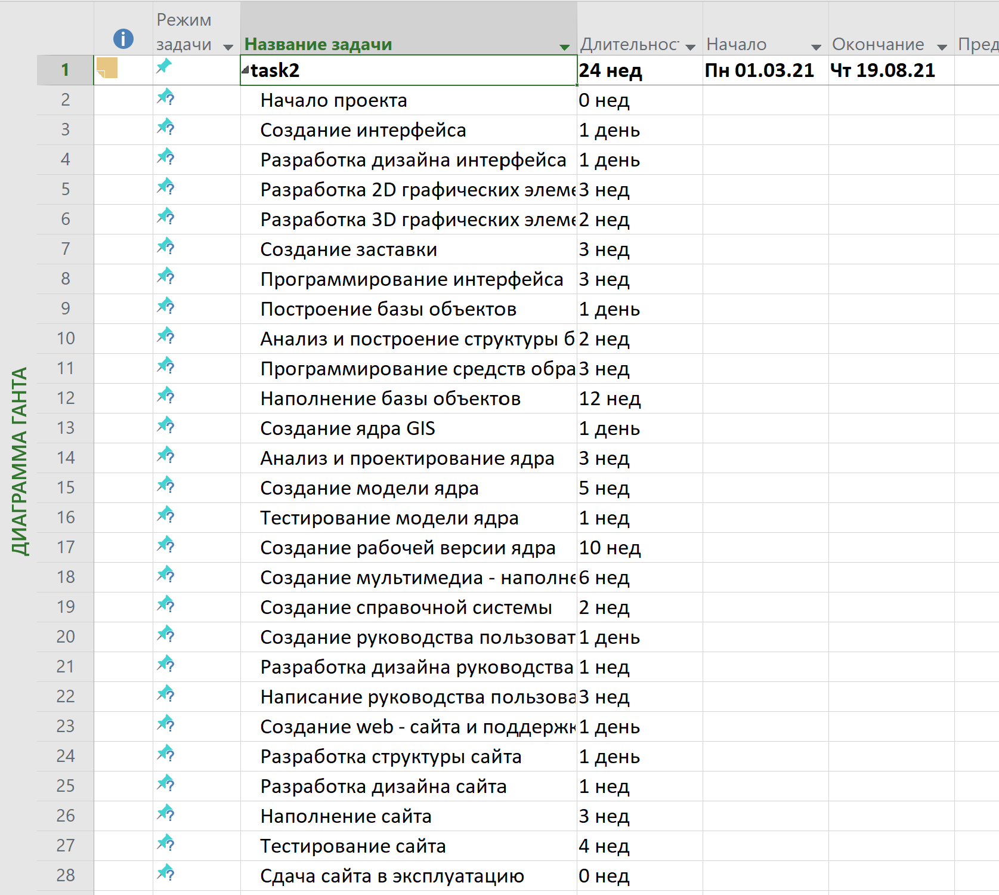 Режим задачи Название задачи Длительнос Начало Окончание Пред
1 task2 24 нед Пн 01.03.21 Чт 19.08.21
2 Начало проекта 0 нед
3 Создание интерфейса 1 день
4 Разработка дизайна интерфейса 1 день
5 Разработка 2D графических элеме 3 нед
6 Разработка 3D графических элеме 2 нед
7 Создание заставки 3 нед
8 Программирование интерфейса 3 нед
9 Построение базы объектов 1 день
10 Анализ и построение структуры б 2 нед
11 Программирование средств обра 3 нед
12 Наполнение базы объектов 12 нед
13 Создание ядра GIS 1 день
14 Анализ и проектирование ядра 3 нед
15 Создание модели ядра 5 нед
16 Тестирование модели ядра 1 нед
17 Создание рабочей версии ядра 10 нед
18 Создание мультимедиа - наполне 6 нед
19 Создание справочной системы 2 нед
20 Создание руководства пользоват 1 день
21 Разработка дизайна руководства 1 нед
22 Написание руководства пользова 3 нед
23 Создание web - сайта и поддержк 1 день
24 Разработка структуры сайта 1 день
25 Разработка дизайна сайта 1 нед
26 Наполнение сайта 3 нед
27 Тестирование сайта 4 нед
28 Сдача сайта в эксплуатацию 0 нед
ДИАГРАММА ГАНТА